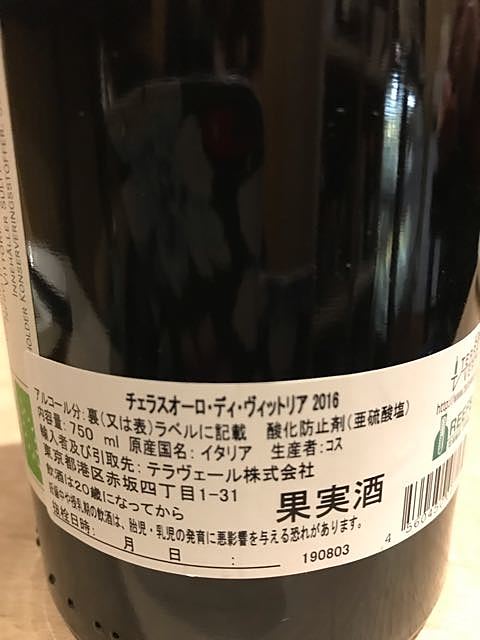 INNEHÅLLER SULFIT
HOLDER KONSERVERINGSSTOFFER
チェラスオーロ・ディ・ヴィットリア 2016
アルコール分:裏(又は表)ラベルに記載 酸化防止剤(亜硫酸塩)
内容量:750 ml 原産国名:イタリア 生産者:コス
輸入者及び引取先:テラヴェール株式会社
東京都港区赤坂四丁目1-31
飲酒は20歳になってから
果実酒
妊娠中や授乳期の飲酒は、胎児・乳児の発育に悪影響を与える恐れがあります。
抜栓日時: 月 日 :
190803
http:/